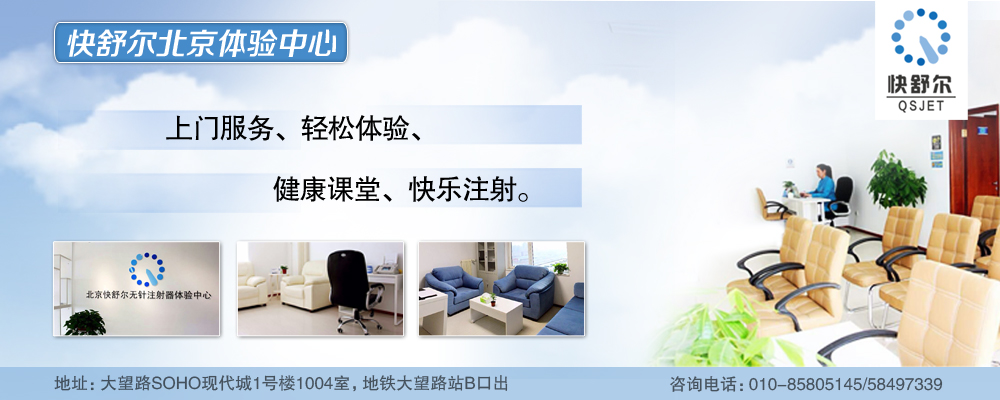 快舒尔北京体验中心
快舒尔
QSJET
上门服务、轻松体验、
健康课堂、快乐注射。
北京快舒尔无针注射器体验中心
地址：大望路SOHO现代城1号楼1004室，地铁大望路站B口出
咨询电话：010-85805145/58497339